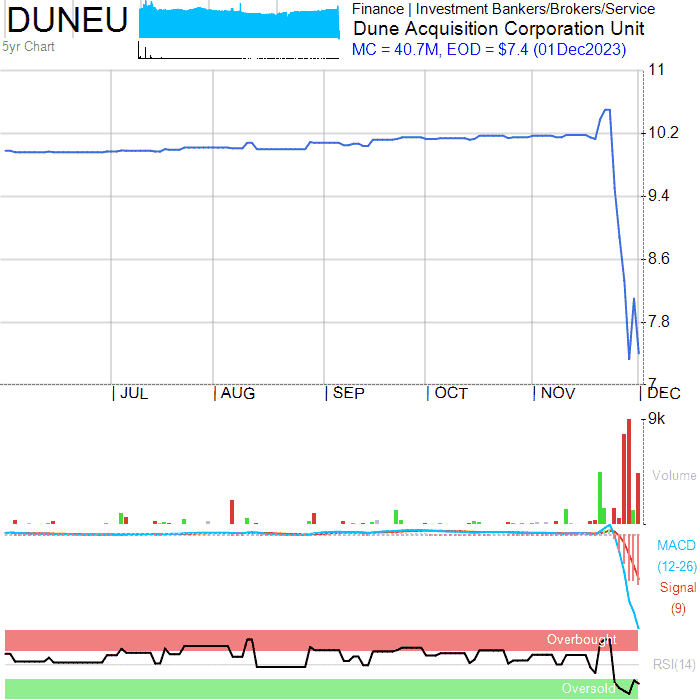 DUNEU
5yr Chart
Finance | Investment Bankers/Brokers/Service
Dune Acquisition Corporation Unit
MC = 40.7M, EOD = $7.4 (01Dec2023)
11
10.2
9.4
8.6
7.8
7
JUL
AUG
SEP
OCT
NOV
DEC
9k
Volume
MACD
(12-26)
Signal
(9)
Overbought
RSI(14)
Oversold